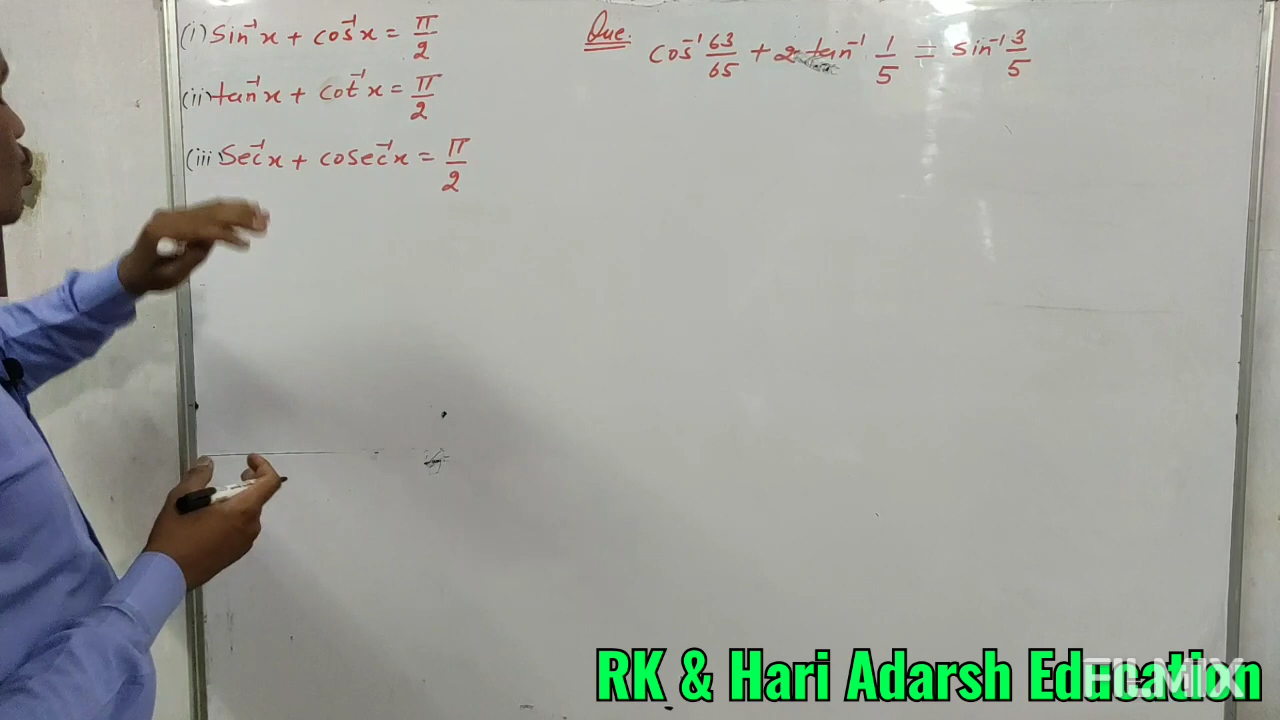 (i) sin⁻¹x + cos⁻¹x = π/2
(ii) tan⁻¹x + cot⁻¹x = π/2
(iii) sec⁻¹x + cosec⁻¹x = π/2
Que. cos⁻¹ 63/65 + 2 tan⁻¹ 1/5 = sin⁻¹ 3/5
RK & Hari Adarsh Education
FILMIX